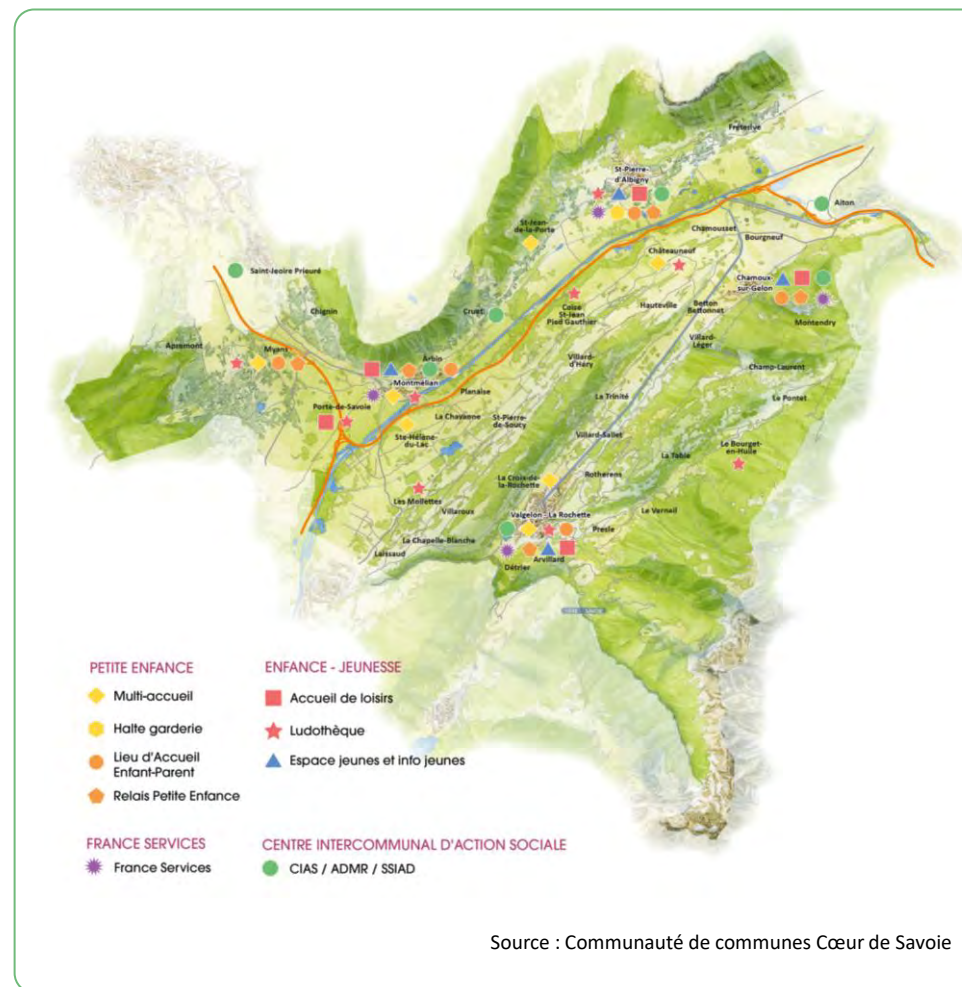 Fréterive
St-Pierre-
d'Albigny
Aiton
St-Jean-
de-la-Porte
Chamousset
Bourgneuf
Châteauneuf
Saint-Jeoire Prieuré
Chamoux-
sur-Gelon
Chignin
Cruet
Coise
St-Jean
Pied Gauthier
Hauteville
Betton
Bettonnet
Montendry
Apremont
Myans
Arbin
Villard-
Léger
Villard-
d'Héry
Champ-Laurent
Montmélian
Planaise
La Trinité
Le Pontet
Porte-de-Savoie
La Chavanne
St-Pierre-
de-Soucy
Ste-Hélène-
du-Lac
Villard-Sallet
Le Bourget-
en-Huile
La Table
La Croix-de-
la-Rochette
Rotherens
Les Mollettes
Villaroux
Le Verneil
Valgelon - La Rochette
Presle
La Chapelle-Blanche
Laissaud
Arvillard
Détrier
PETITE ENFANCE
Multi-accueil
Halte garderie
Lieu d'Accueil
Enfant-Parent
Relais Petite Enfance
ENFANCE - JEUNESSE
Accueil de loisirs
Ludothèque
Espace jeunes et info jeunes
FRANCE SERVICES
France Services
CENTRE INTERCOMMUNAL D'ACTION SOCIALE
CIAS / ADMR / SSIAD
Source : Communauté de communes Cœur de Savoie